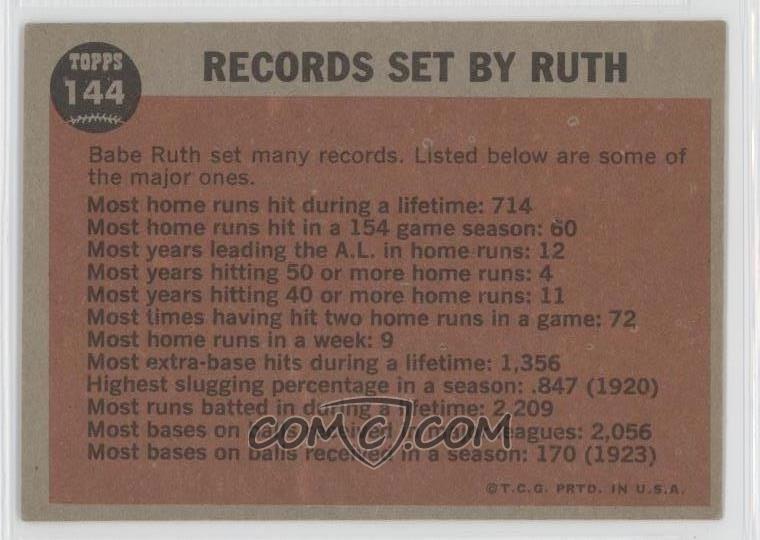 TOPPS
144
RECORDS SET BY RUTH
Babe Ruth set many records. Listed below are some of
the major ones.
Most home runs hit during a lifetime: 714
Most home runs hit in a 154 game season: 60
Most years leading the A.L. in home runs: 12
Most years hitting 50 or more home runs: 4
Most years hitting 40 or more home runs: 11
Most times having hit two home runs in a game: 72
Most home runs in a week: 9
Most extra-base hits during a lifetime: 1,356
Highest slugging percentage in a season: .847 (1920)
Most runs batted in during a lifetime: 2,209
Most bases on balls received leagues: 2,056
Most bases on balls received in a season: 170 (1923)
COMC.COM
©T.C.G. PRTD. IN U.S.A.